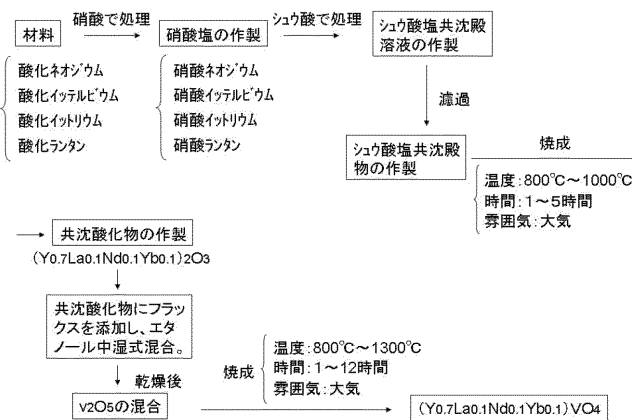 材料
硝酸で処理
硝酸塩の作製
シュウ酸で処理
シュウ酸塩共沈殿
溶液の作製
酸化ネオジウム
酸化イッテルビウム
酸化イットリウム
酸化ランタン
硝酸ネオジウム
硝酸イッテルビウム
硝酸イットリウム
硝酸ランタン
濾過
シュウ酸塩共沈殿
物の作製
焼成
温度:800℃~1000℃
時間:1~5時間
雰囲気:大気
共沈酸化物の作製
(Y0.7La0.1Nd0.1Yb0.1)2O3
共沈酸化物にフラッ
クスを添加し、エタ
ノール中湿式混合。
乾燥後
V2O5の混合
焼成
温度:800℃~1300℃
時間:1~12時間
雰囲気:大気
(Y0.7La0.1Nd0.1Yb0.1)VO4